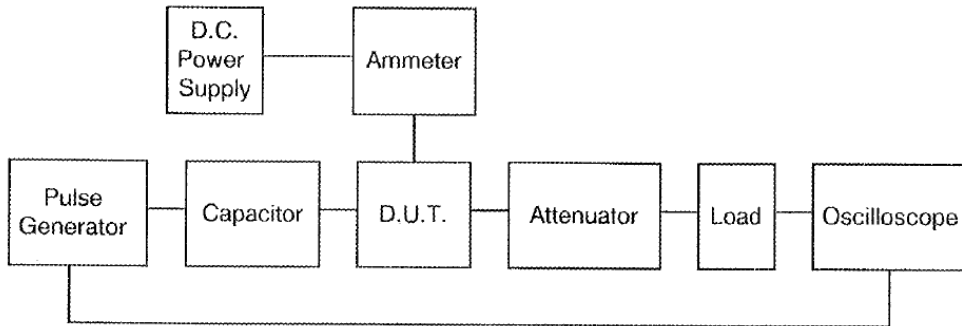 D.C.
Power
Supply
Ammeter
Pulse
Generator
Capacitor
D.U.T.
Attenuator
Load
Oscilloscope